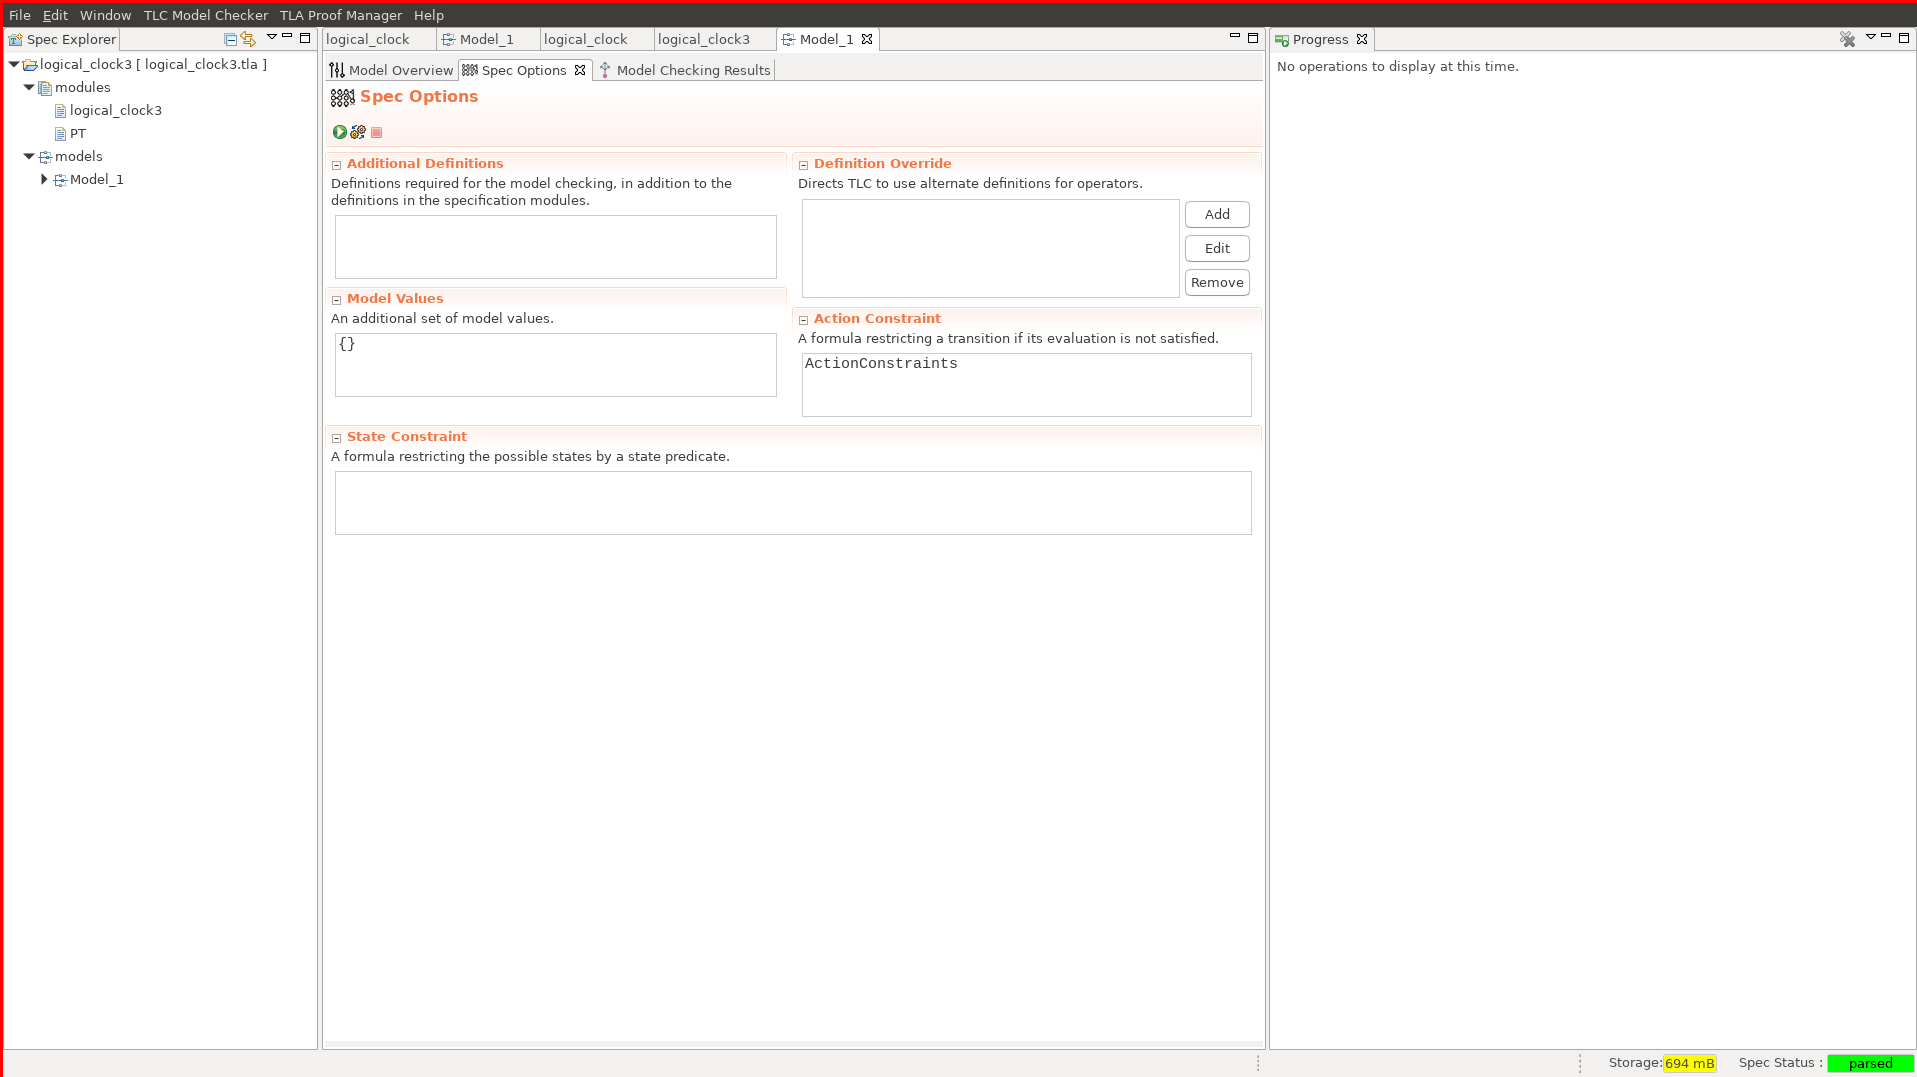 File Edit Window TLC Model Checker TLA Proof Manager Help
Spec Explorer
logical_clock3 [ logical_clock3.tla ]
modules
logical_clock3
PT
models
Model_1
logical_clock Model_1 logical_clock logical_clock3 Model_1
Model Overview Spec Options Model Checking Results
Spec Options
Additional Definitions
Definitions required for the model checking, in addition to the
definitions in the specification modules.
Model Values
An additional set of model values.
{}
Definition Override
Directs TLC to use alternate definitions for operators.
Add
Edit
Remove
Action Constraint
A formula restricting a transition if its evaluation is not satisfied.
ActionConstraints
State Constraint
A formula restricting the possible states by a state predicate.
Progress
No operations to display at this time.
Storage: 694 mB Spec Status : parsed